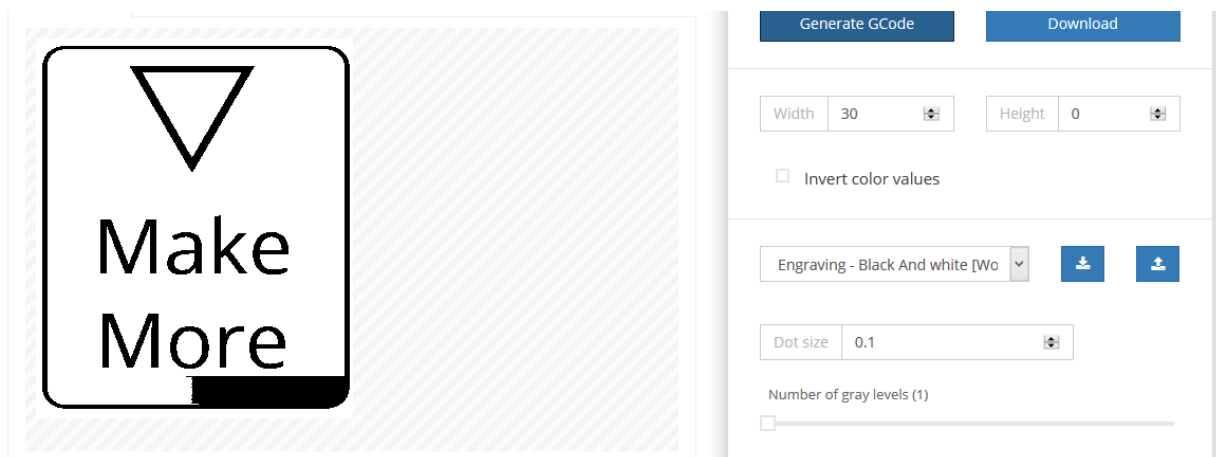 Make
More
Generate GCode
Download
Width 30
Height 0
Invert color values
Engraving - Black And white [Wo
Dot size 0.1
Number of gray levels (1)